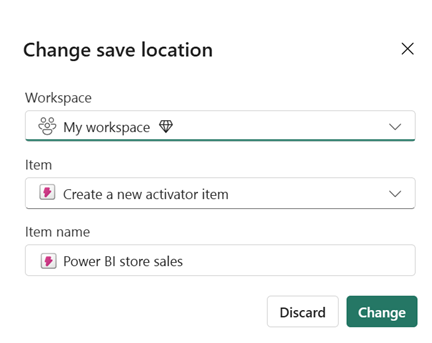 Change save location
Workspace
My workspace
Item
Create a new activator item
Item name
Power BI store sales
Discard Change